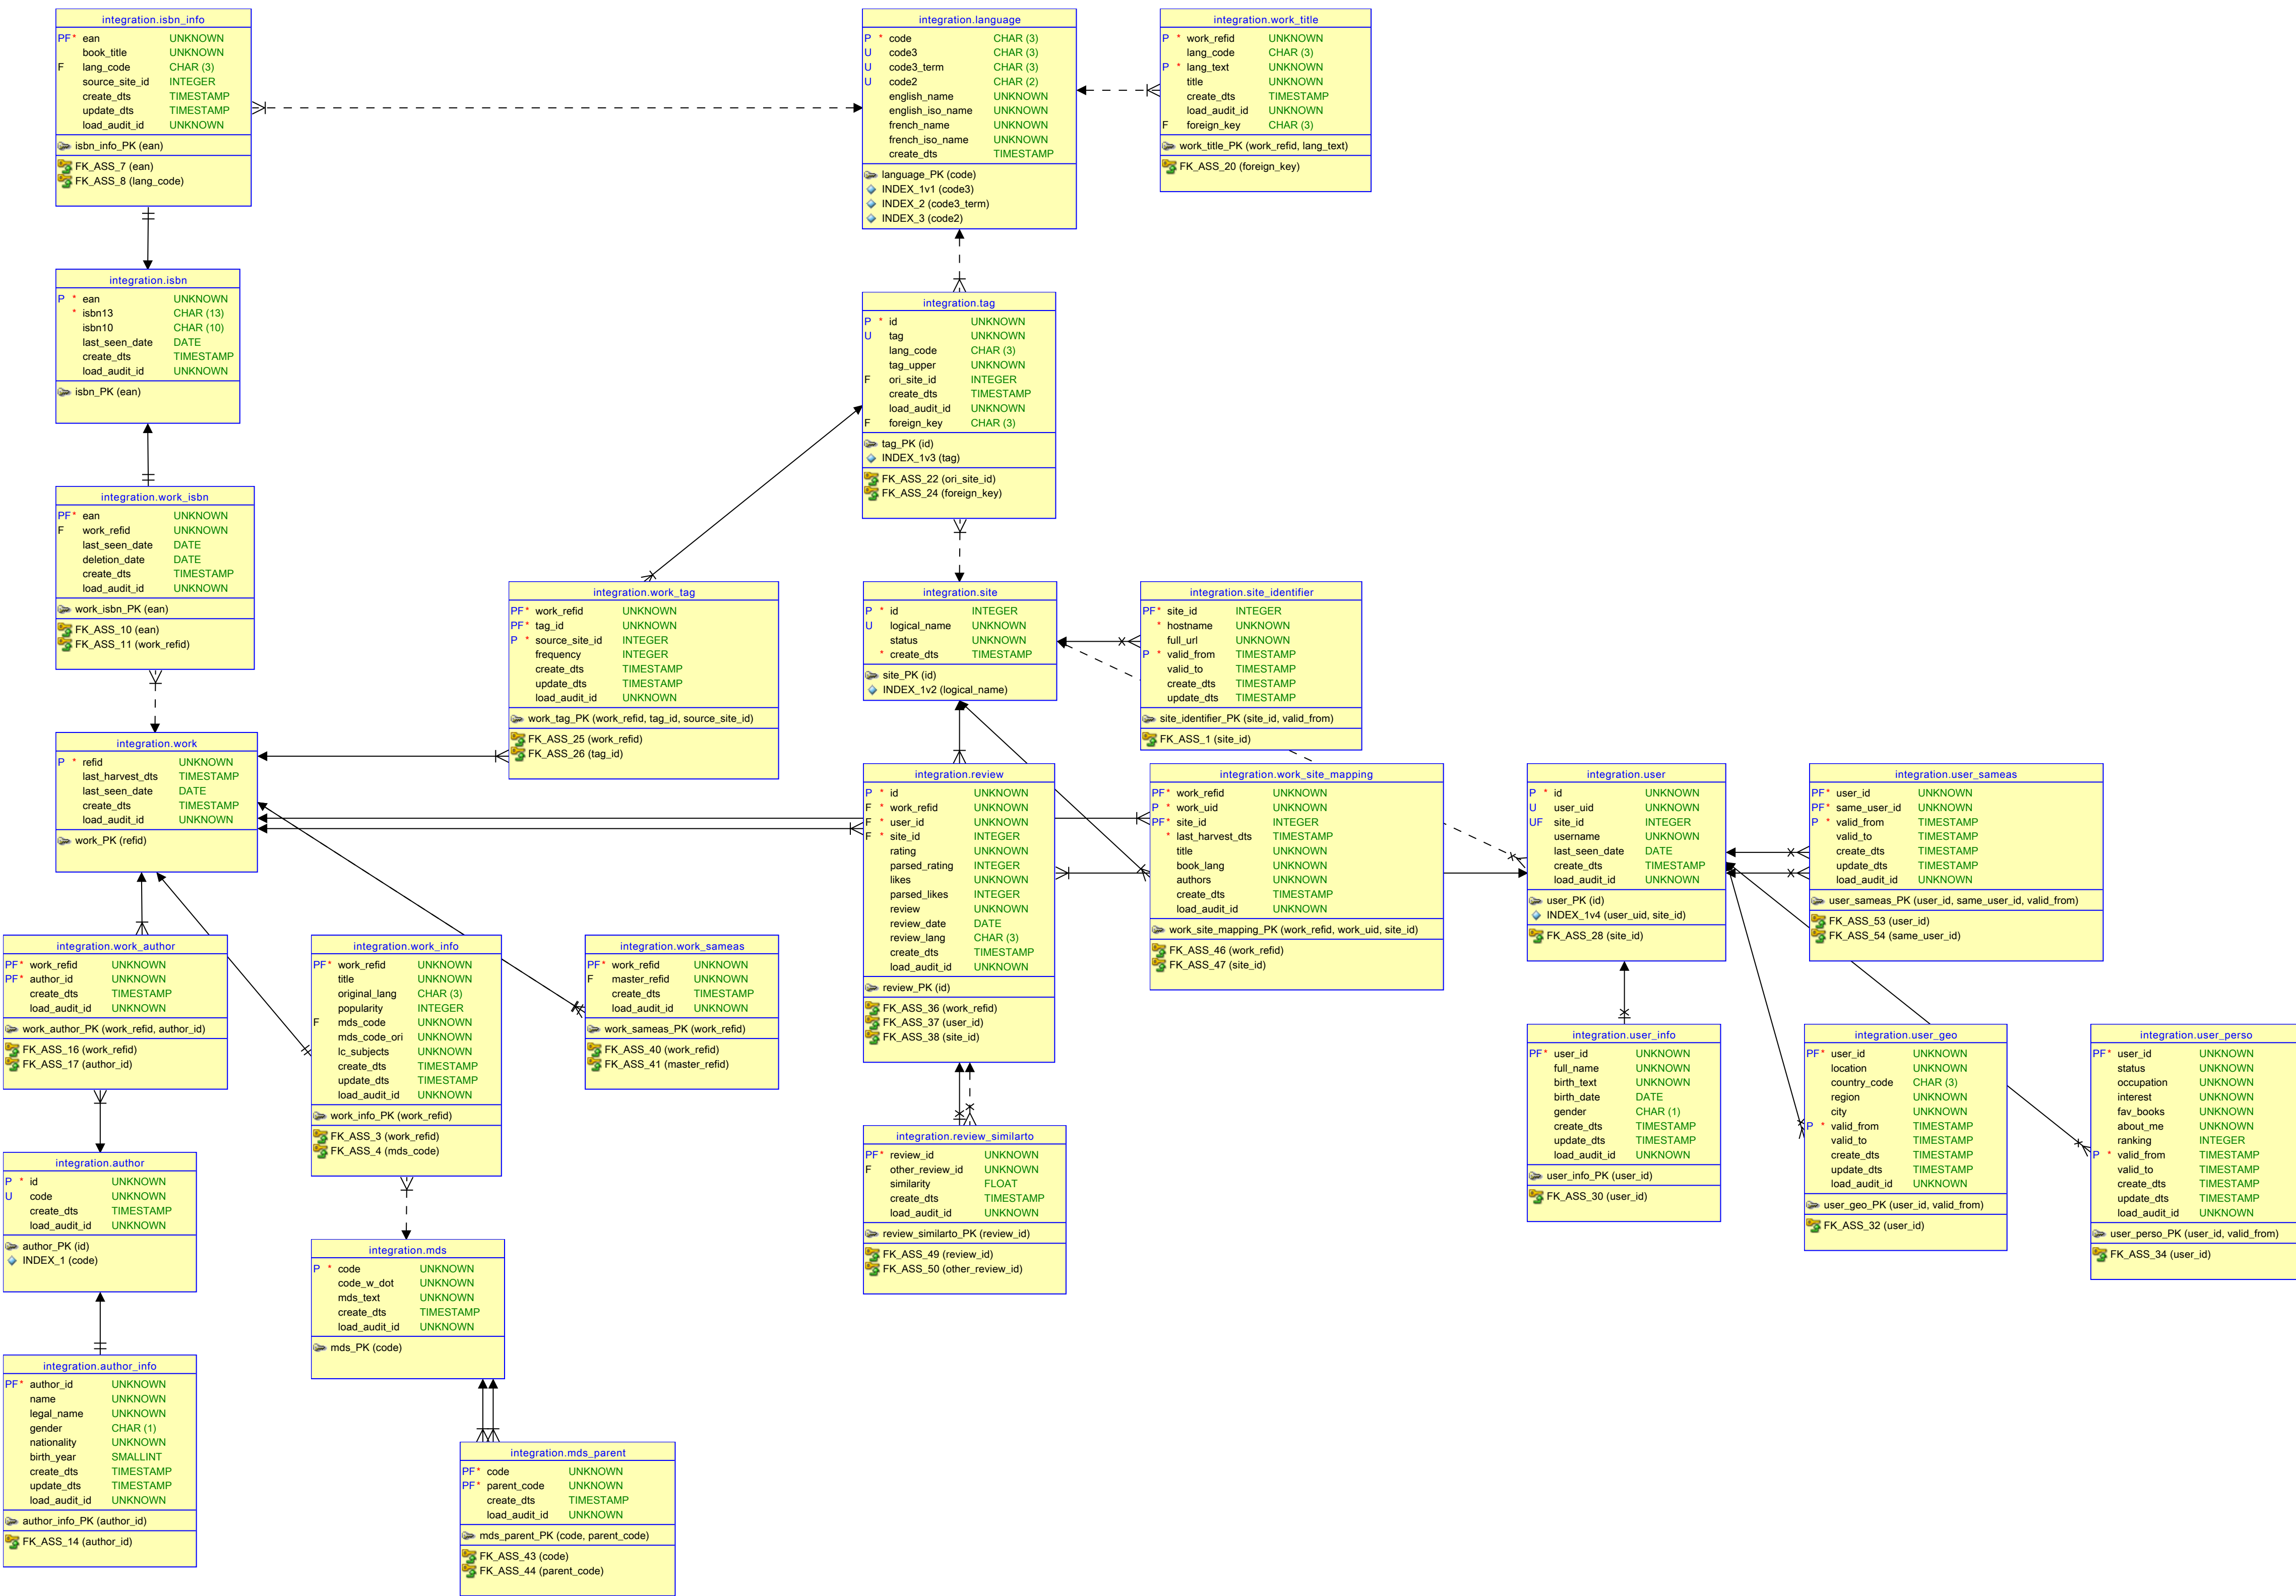 integration.isbn_info
PF* ean UNKNOWN
book_title UNKNOWN
F lang_code CHAR (3)
source_site_id INTEGER
create_dts TIMESTAMP
update_dts TIMESTAMP
load_audit_id UNKNOWN
isbn_info_PK (ean)
FK_ASS_7 (ean)
FK_ASS_8 (lang_code)
integration.language
P * code CHAR (3)
U code3 CHAR (3)
U code3_term CHAR (3)
U code2 CHAR (2)
english_name UNKNOWN
english_iso_name UNKNOWN
french_name UNKNOWN
french_iso_name UNKNOWN
create_dts TIMESTAMP
language_PK (code)
INDEX_1v1 (code3)
INDEX_2 (code3_term)
INDEX_3 (code2)
integration.work_title
P * work_refid UNKNOWN
lang_code CHAR (3)
P * lang_text UNKNOWN
title UNKNOWN
create_dts TIMESTAMP
load_audit_id UNKNOWN
F foreign_key CHAR (3)
work_title_PK (work_refid, lang_text)
FK_ASS_20 (foreign_key)
integration.isbn
P * ean UNKNOWN
* isbn13 CHAR (13)
isbn10 CHAR (10)
last_seen_date DATE
create_dts TIMESTAMP
load_audit_id UNKNOWN
isbn_PK (ean)
integration.tag
P * id UNKNOWN
U tag UNKNOWN
lang_code CHAR (3)
tag_upper UNKNOWN
F ori_site_id INTEGER
create_dts TIMESTAMP
load_audit_id UNKNOWN
F foreign_key CHAR (3)
tag_PK (id)
INDEX_1v3 (tag)
FK_ASS_22 (ori_site_id)
FK_ASS_24 (foreign_key)
integration.work_isbn
PF* ean UNKNOWN
F work_refid UNKNOWN
last_seen_date DATE
deletion_date DATE
create_dts TIMESTAMP
load_audit_id UNKNOWN
work_isbn_PK (ean)
FK_ASS_10 (ean)
FK_ASS_11 (work_refid)
integration.work_tag
PF* work_refid UNKNOWN
PF* tag_id UNKNOWN
P * source_site_id INTEGER
frequency INTEGER
create_dts TIMESTAMP
update_dts TIMESTAMP
load_audit_id UNKNOWN
work_tag_PK (work_refid, tag_id, source_site_id)
FK_ASS_25 (work_refid)
FK_ASS_26 (tag_id)
integration.site
P * id INTEGER
U logical_name UNKNOWN
status UNKNOWN
* create_dts TIMESTAMP
site_PK (id)
INDEX_1v2 (logical_name)
integration.site_identifier
PF* site_id INTEGER
* hostname UNKNOWN
full_url UNKNOWN
P * valid_from TIMESTAMP
valid_to TIMESTAMP
create_dts TIMESTAMP
update_dts TIMESTAMP
site_identifier_PK (site_id, valid_from)
FK_ASS_1 (site_id)
integration.work
P * refid UNKNOWN
last_harvest_dts TIMESTAMP
last_seen_date DATE
create_dts TIMESTAMP
load_audit_id UNKNOWN
work_PK (refid)
integration.review
P * id UNKNOWN
F * work_refid UNKNOWN
F * user_id UNKNOWN
F * site_id INTEGER
rating UNKNOWN
parsed_rating INTEGER
likes UNKNOWN
parsed_likes INTEGER
review UNKNOWN
review_date DATE
review_lang CHAR (3)
create_dts TIMESTAMP
load_audit_id UNKNOWN
review_PK (id)
FK_ASS_36 (work_refid)
FK_ASS_37 (user_id)
FK_ASS_38 (site_id)
integration.work_site_mapping
PF* work_refid UNKNOWN
P * work_uid UNKNOWN
PF* site_id INTEGER
* last_harvest_dts TIMESTAMP
title UNKNOWN
book_lang UNKNOWN
authors UNKNOWN
create_dts TIMESTAMP
load_audit_id UNKNOWN
work_site_mapping_PK (work_refid, work_uid, site_id)
FK_ASS_46 (work_refid)
FK_ASS_47 (site_id)
integration.user
P * id UNKNOWN
U user_uid UNKNOWN
UF site_id INTEGER
username UNKNOWN
last_seen_date DATE
create_dts TIMESTAMP
load_audit_id UNKNOWN
user_PK (id)
INDEX_1v4 (user_uid, site_id)
FK_ASS_28 (site_id)
integration.user_sameas
PF* user_id UNKNOWN
PF* same_user_id UNKNOWN
P * valid_from TIMESTAMP
valid_to TIMESTAMP
create_dts TIMESTAMP
update_dts TIMESTAMP
load_audit_id UNKNOWN
user_sameas_PK (user_id, same_user_id, valid_from)
FK_ASS_53 (user_id)
FK_ASS_54 (same_user_id)
integration.work_author
PF* work_refid UNKNOWN
PF* author_id UNKNOWN
create_dts TIMESTAMP
load_audit_id UNKNOWN
work_author_PK (work_refid, author_id)
FK_ASS_16 (work_refid)
FK_ASS_17 (author_id)
integration.work_info
PF* work_refid UNKNOWN
title UNKNOWN
original_lang CHAR (3)
popularity INTEGER
F mds_code UNKNOWN
mds_code_ori UNKNOWN
lc_subjects UNKNOWN
create_dts TIMESTAMP
update_dts TIMESTAMP
load_audit_id UNKNOWN
work_info_PK (work_refid)
FK_ASS_3 (work_refid)
FK_ASS_4 (mds_code)
integration.work_sameas
PF* work_refid UNKNOWN
F master_refid UNKNOWN
create_dts TIMESTAMP
load_audit_id UNKNOWN
work_sameas_PK (work_refid)
FK_ASS_40 (work_refid)
FK_ASS_41 (master_refid)
integration.user_info
PF* user_id UNKNOWN
full_name UNKNOWN
birth_text UNKNOWN
birth_date DATE
gender CHAR (1)
create_dts TIMESTAMP
update_dts TIMESTAMP
load_audit_id UNKNOWN
user_info_PK (user_id)
FK_ASS_30 (user_id)
integration.user_geo
PF* user_id UNKNOWN
location UNKNOWN
country_code CHAR (3)
region UNKNOWN
city UNKNOWN
P * valid_from TIMESTAMP
valid_to TIMESTAMP
create_dts TIMESTAMP
update_dts TIMESTAMP
load_audit_id UNKNOWN
user_geo_PK (user_id, valid_from)
FK_ASS_32 (user_id)
integration.user_perso
PF* user_id UNKNOWN
status UNKNOWN
occupation UNKNOWN
interest UNKNOWN
fav_books UNKNOWN
about_me UNKNOWN
ranking INTEGER
P * valid_from TIMESTAMP
valid_to TIMESTAMP
create_dts TIMESTAMP
update_dts TIMESTAMP
load_audit_id UNKNOWN
user_perso_PK (user_id, valid_from)
FK_ASS_34 (user_id)
integration.author
P * id UNKNOWN
U code UNKNOWN
create_dts TIMESTAMP
load_audit_id UNKNOWN
author_PK (id)
INDEX_1 (code)
integration.mds
P * code UNKNOWN
code_w_dot UNKNOWN
mds_text UNKNOWN
create_dts TIMESTAMP
load_audit_id UNKNOWN
mds_PK (code)
integration.review_similarto
PF* review_id UNKNOWN
F other_review_id UNKNOWN
similarity FLOAT
create_dts TIMESTAMP
load_audit_id UNKNOWN
review_similarto_PK (review_id)
FK_ASS_49 (review_id)
FK_ASS_50 (other_review_id)
integration.author_info
PF* author_id UNKNOWN
name UNKNOWN
legal_name UNKNOWN
gender CHAR (1)
nationality UNKNOWN
birth_year SMALLINT
create_dts TIMESTAMP
update_dts TIMESTAMP
load_audit_id UNKNOWN
author_info_PK (author_id)
FK_ASS_14 (author_id)
integration.mds_parent
PF* code UNKNOWN
PF* parent_code UNKNOWN
create_dts TIMESTAMP
load_audit_id UNKNOWN
mds_parent_PK (code, parent_code)
FK_ASS_43 (code)
FK_ASS_44 (parent_code)